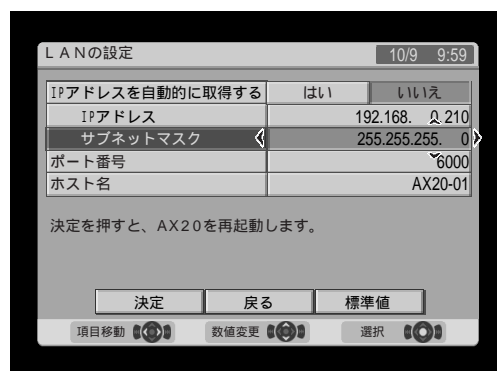 LANの設定 10/9 9:59
IPアドレスを自動的に取得する はい いいえ
IPアドレス 192.168. 0.210
サブネットマスク 255.255.255. 0
ポート番号 6000
ホスト名 AX20-01
決定を押すと、AX20を再起動します。
決定 戻る 標準値
項目移動 数値変更 選択